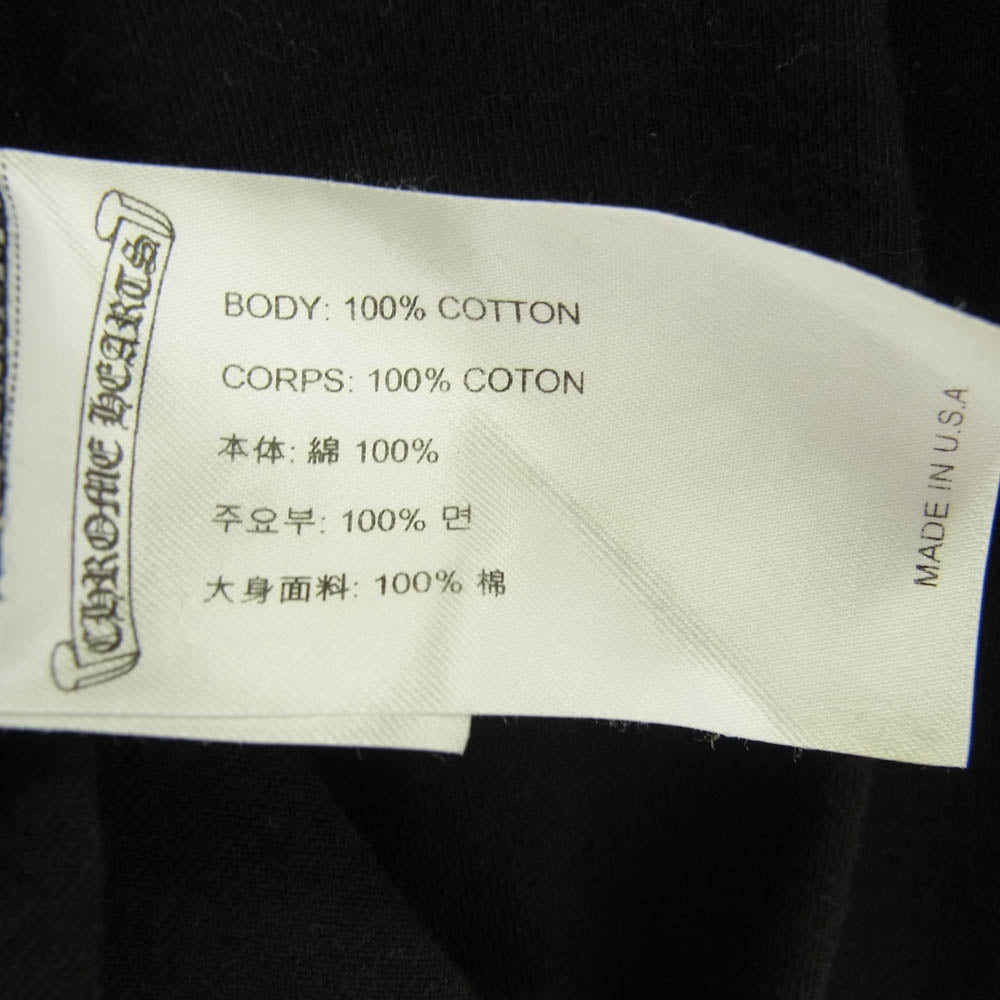 CHROME HEARTS
BODY: 100% COTTON
CORPS: 100% COTON
本体: 綿 100%
주요부: 100% 면
大身面料: 100% 棉
MADE IN U.S.A